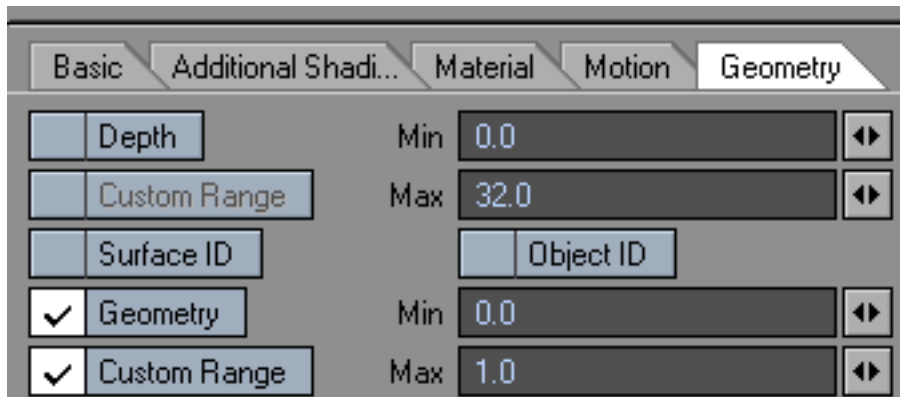 Basic Additional Shadi... Material Motion Geometry
Depth Min 0.0
Custom Range Max 32.0
Surface ID Object ID
Geometry Min 0.0
Custom Range Max 1.0